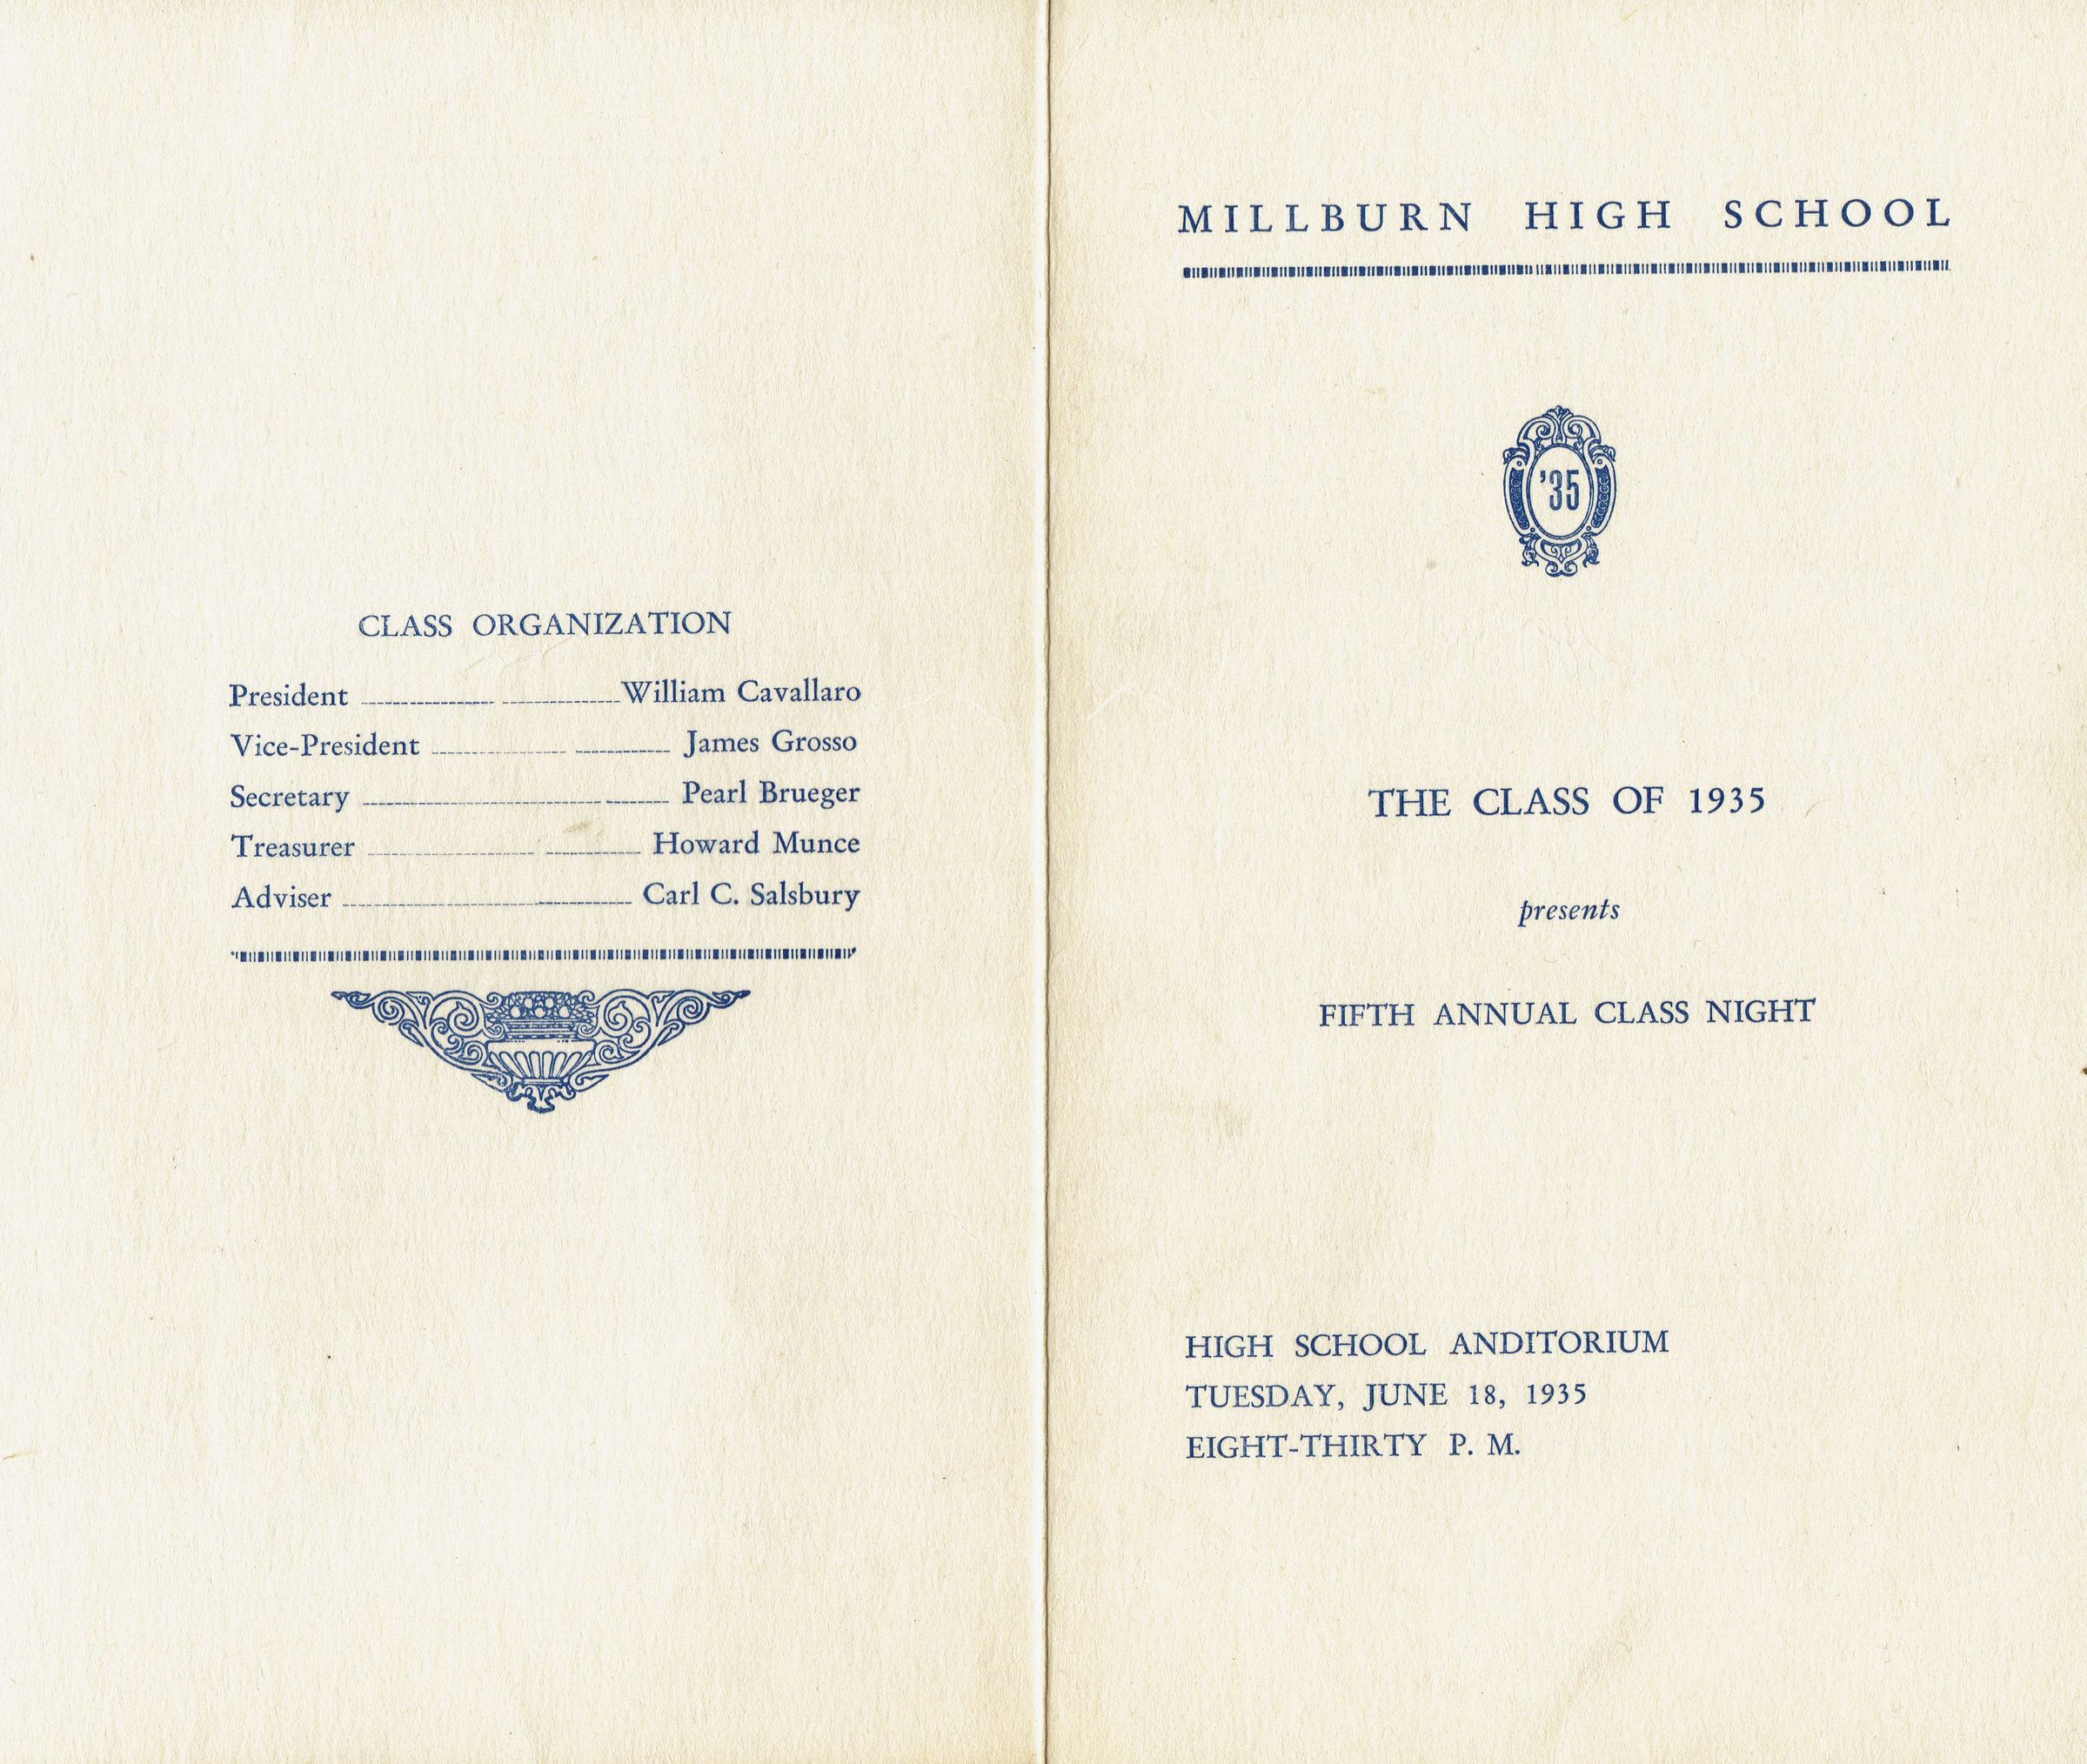 CLASS ORGANIZATION
President William Cavallaro
Vice-President James Grosso
Secretary Pearl Brueger
Treasurer Howard Munce
Adviser Carl C. Salsbury
MILLBURN HIGH SCHOOL
'35
THE CLASS OF 1935
presents
FIFTH ANNUAL CLASS NIGHT
HIGH SCHOOL ANDITORIUM
TUESDAY, JUNE 18, 1935
EIGHT-THIRTY P. M.